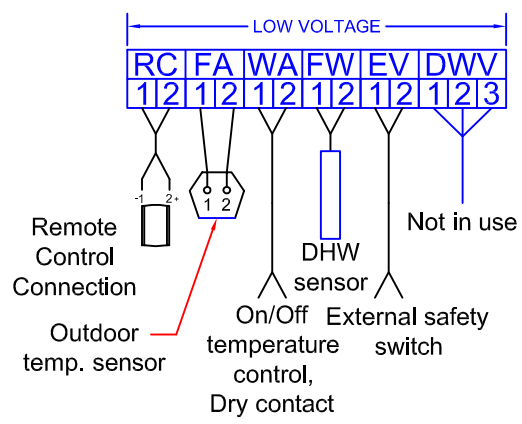 LOW VOLTAGE
RC FA WA FW EV DWV
1 2 1 2 1 2 1 2 1 2 1 2 3
-1 2+
1 2
Remote
Control
Connection
Outdoor
temp. sensor
DHW
sensor
On/Off
temperature
control,
Dry contact
External safety
switch
Not in use